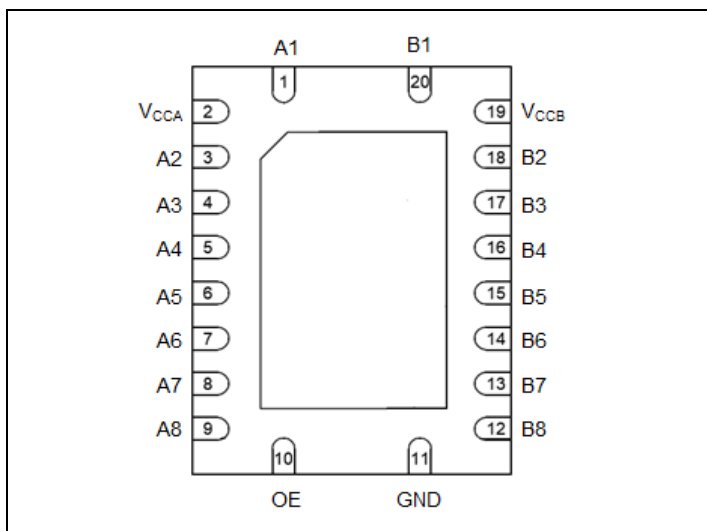 A1 B1
1 20
V_CCA 2 19 V_CCB
A2 3 18 B2
A3 4 17 B3
A4 5 16 B4
A5 6 15 B5
A6 7 14 B6
A7 8 13 B7
A8 9 12 B8
10 11
OE GND